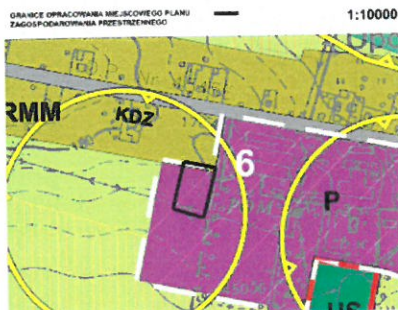 GRANICE OPRACOWANIA MIEJSCOWEGO PLANU
ZAGOSPODAROWANIA PRZESTRZENNEGO
1:10000
RMM
KDZ
6
P
US